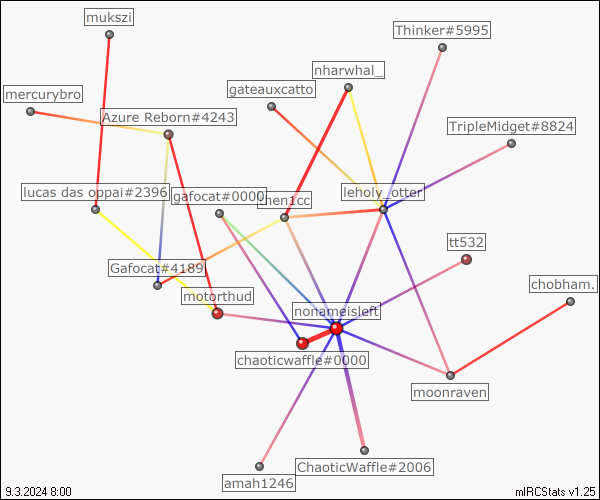 mukszi
Thinker#5995
nharwhal_
gateauxcatto
mercurybro
Azure Reborn#4243
TripleMidget#8824
lucas das oppai#2396
gafocat#0000
then1cc
leholy_otter
tt532
Gafocat#4189
chobham.
motorthud
nonameisleft
chaoticwaffle#0000
moonraven
ChaoticWaffle#2006
amah1246
9.3.2024 8:00
mIRCStats v1.25